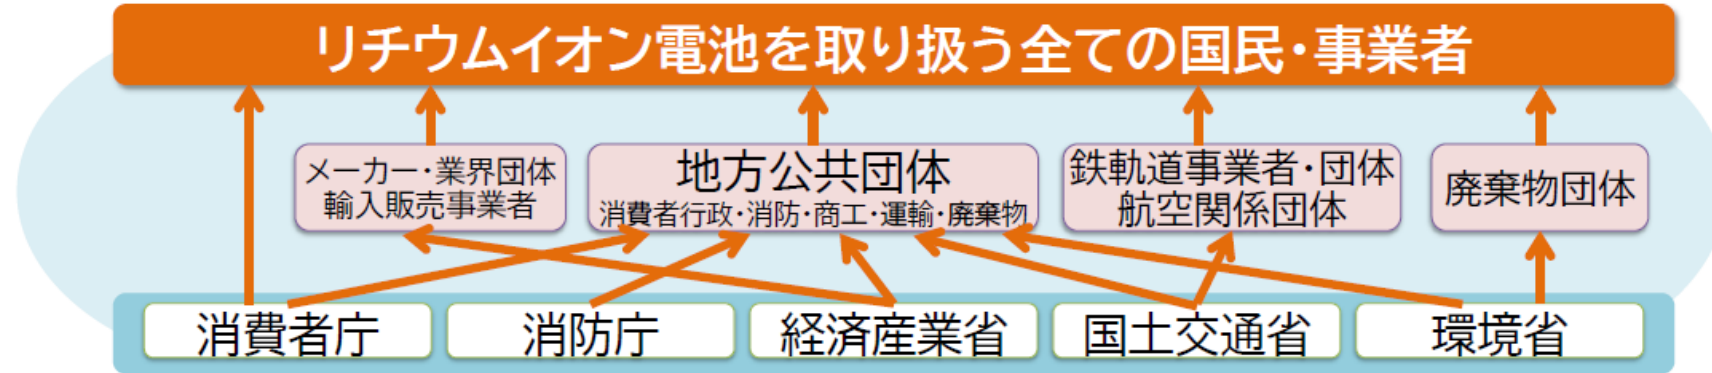 リチウムイオン電池を取り扱う全ての国民・事業者
メーカー・業界団体
輸入販売事業者
地方公共団体
消費者行政・消防・商工・運輸・廃棄物
鉄軌道事業者・団体
航空関係団体
廃棄物団体
消費者庁
消防庁
経済産業省
国土交通省
環境省